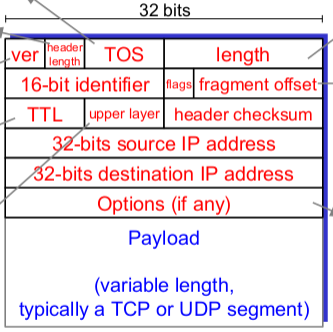 32 bits
ver header length TOS length
16-bit identifier flags fragment offset
TTL upper layer header checksum
32-bits source IP address
32-bits destination IP address
Options (if any)
Payload
(variable length,
typically a TCP or UDP segment)